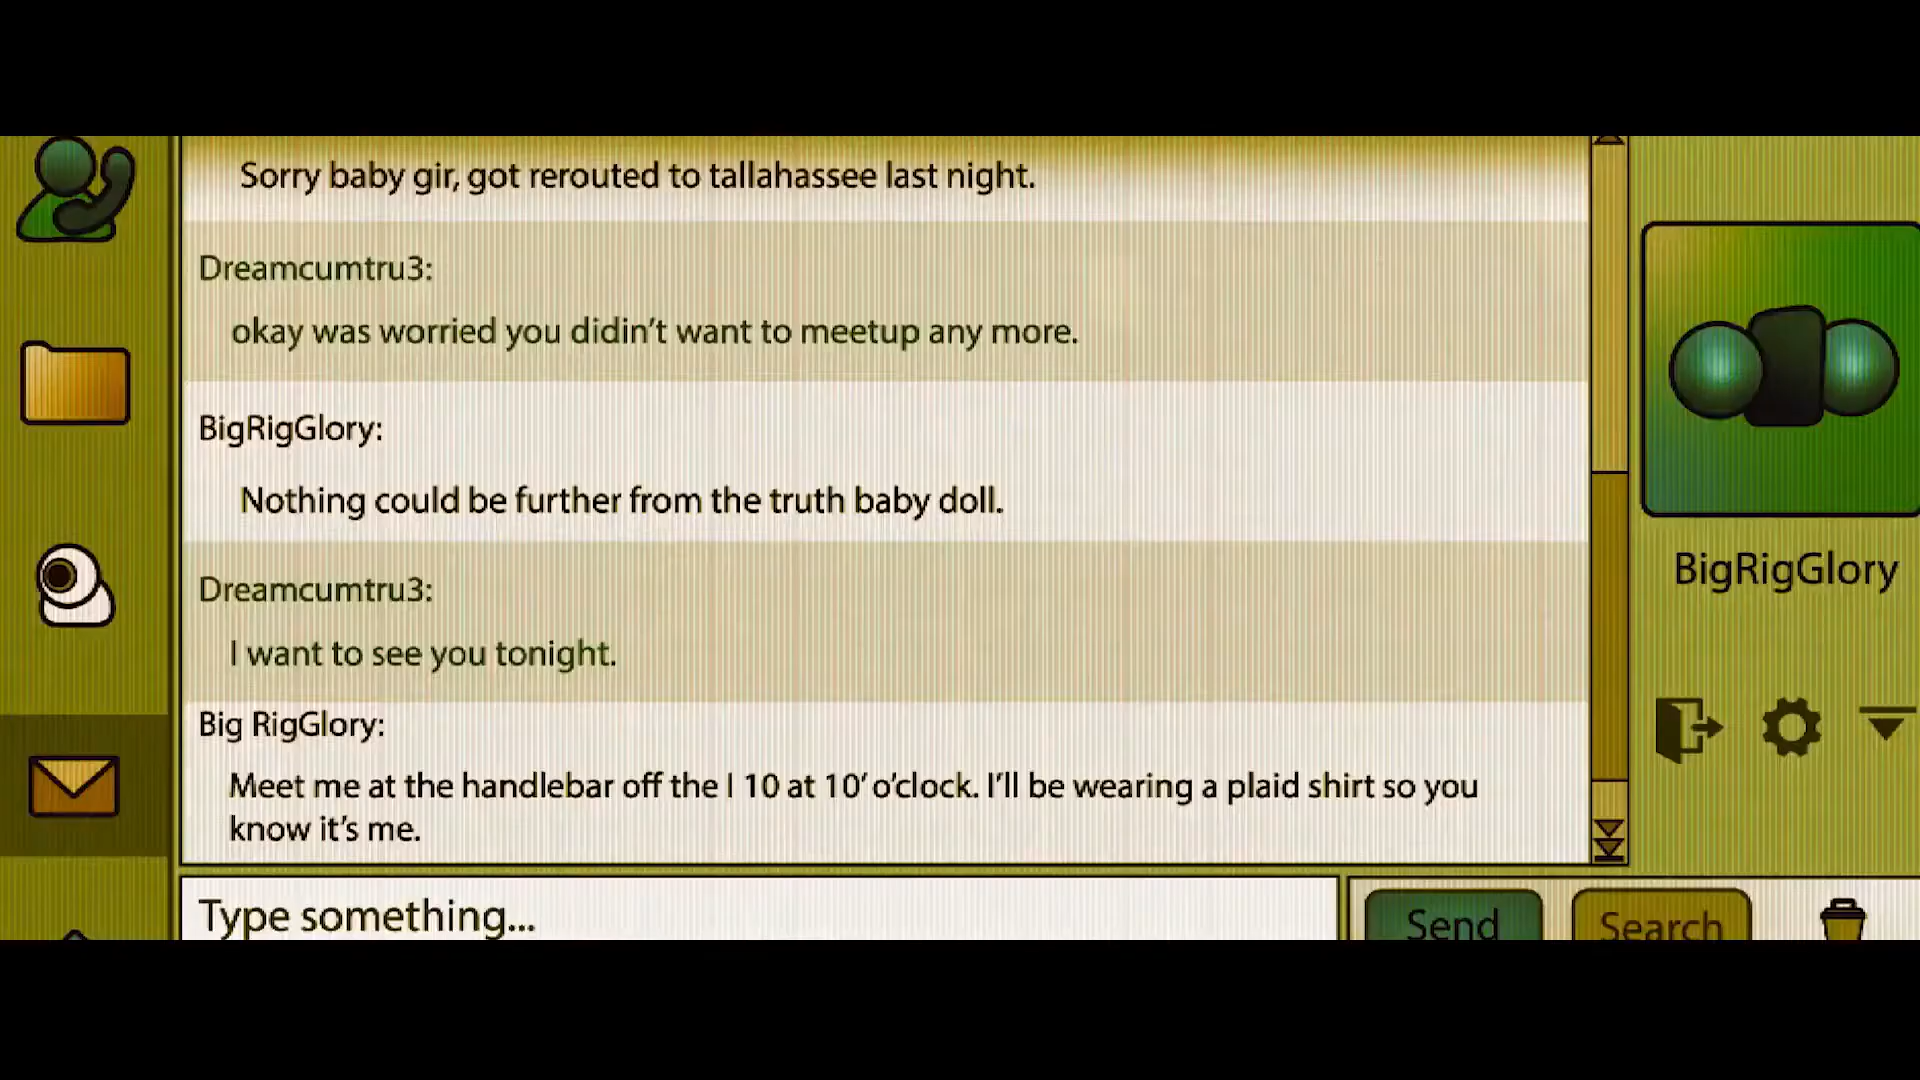 Sorry baby gir, got rerouted to tallahassee last night.
Dreamcumtru3:
okay was worried you didin't want to meetup any more.
BigRigGlory:
Nothing could be further from the truth baby doll.
Dreamcumtru3:
I want to see you tonight.
Big RigGlory:
Meet me at the handlebar off the I 10 at 10' o'clock. I'll be wearing a plaid shirt so you
know it's me.
Type something...
Send
Search
BigRigGlory